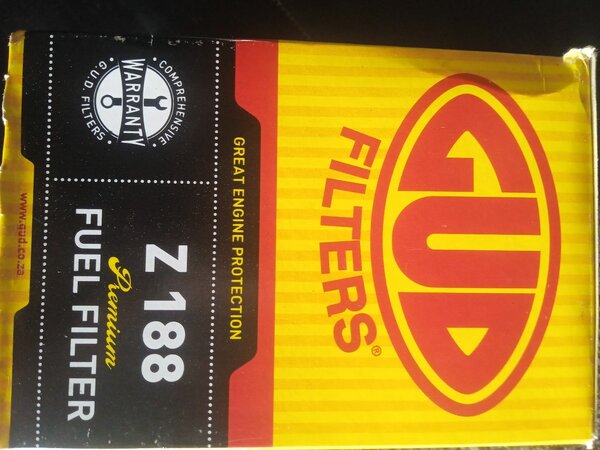 GUD
FILTERS®
GREAT ENGINE PROTECTION
COMPREHENSIVE
WARRANTY
G.U.D. FILTERS
Z 188
Premium
FUEL FILTER
www.gud.co.za